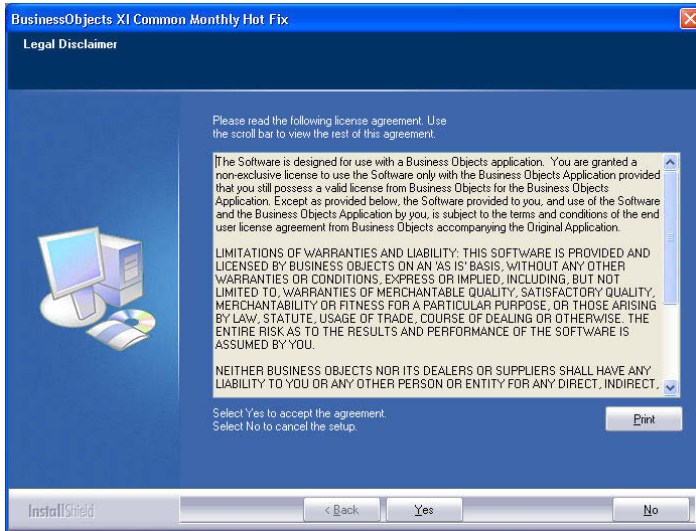 BusinessObjects XI Common Monthly Hot Fix
Legal Disclaimer
Please read the following license agreement. Use
the scroll bar to view the rest of this agreement.
The Software is designed for use with a Business Objects application. You are granted a
non-exclusive license to use the Software only with the Business Objects Application provided
that you still possess a valid license from Business Objects for the Business Objects
Application. Except as provided below, the Software provided to you, and use of the Software
and the Business Objects Application by you, is subject to the terms and conditions of the end
user license agreement from Business Objects accompanying the Original Application.
LIMITATIONS OF WARRANTIES AND LIABILITY: THIS SOFTWARE IS PROVIDED AND
LICENSED BY BUSINESS OBJECTS ON AN 'AS IS' BASIS, WITHOUT ANY OTHER
WARRANTIES OR CONDITIONS, EXPRESS OR IMPLIED, INCLUDING, BUT NOT
LIMITED TO, WARRANTIES OF MERCHANTABLE QUALITY, SATISFACTORY QUALITY,
MERCHANTABILITY OR FITNESS FOR A PARTICULAR PURPOSE, OR THOSE ARISING
BY LAW, STATUTE, USAGE OF TRADE, COURSE OF DEALING OR OTHERWISE. THE
ENTIRE RISK AS TO THE RESULTS AND PERFORMANCE OF THE SOFTWARE IS
ASSUMED BY YOU.
NEITHER BUSINESS OBJECTS NOR ITS DEALERS OR SUPPLIERS SHALL HAVE ANY
LIABILITY TO YOU OR ANY OTHER PERSON OR ENTITY FOR ANY DIRECT, INDIRECT,
Select Yes to accept the agreement.
Select No to cancel the setup.
Print
InstallShield
< Back
Yes
No